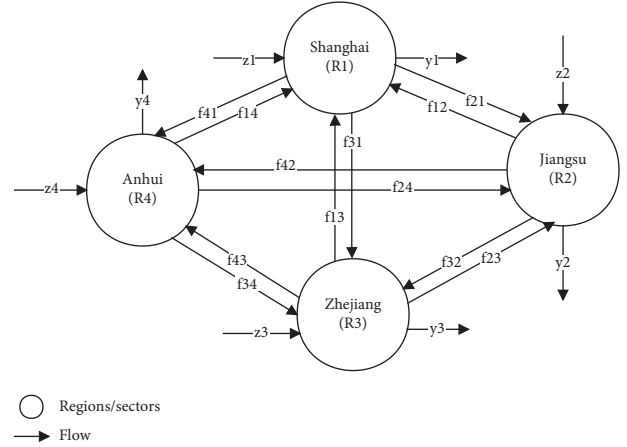 Shanghai
(R1)
z1
y1
z2
y4
f41
f14
f21
f12
f31
Anhui
(R4)
z4
f42
f24
Jiangsu
(R2)
f13
f43
f34
f32
f23
y2
Zhejiang
(R3)
z3
y3
Regions/sectors
Flow